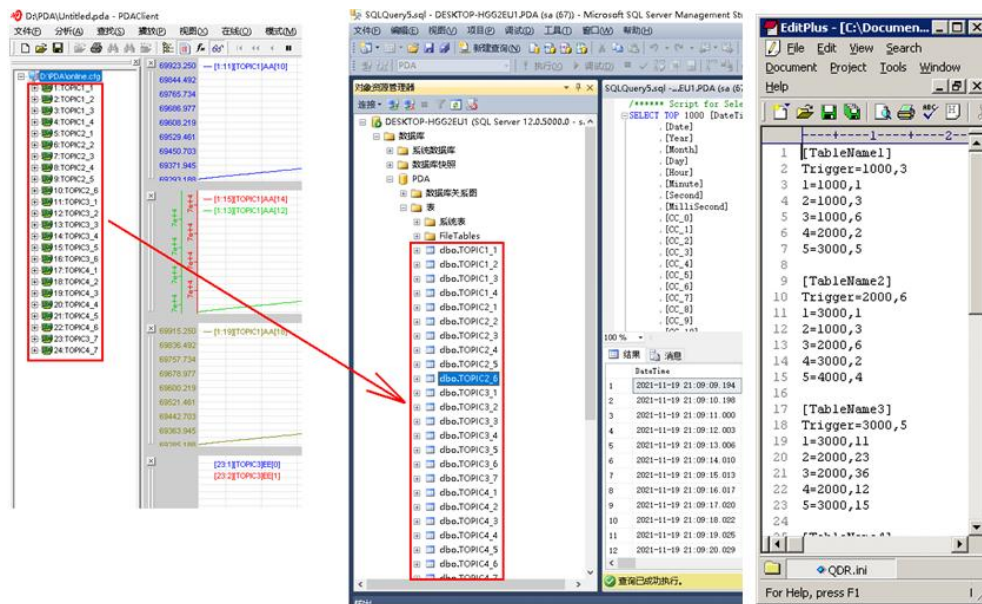 D:\PDA\Untitled.pda - PDAClient
文件(F) 分析(A) 查找(S) 播放(P) 视图(V) 在线(O) 模式(M)
D:\PDA\online.cfg
1:TOPIC1_1
2:TOPIC1_2
3:TOPIC1_3
4:TOPIC1_4
5:TOPIC2_1
6:TOPIC2_2
7:TOPIC2_3
8:TOPIC2_4
9:TOPIC2_5
10:TOPIC2_6
11:TOPIC3_1
12:TOPIC3_2
13:TOPIC3_3
14:TOPIC3_4
15:TOPIC3_5
16:TOPIC3_6
17:TOPIC4_1
18:TOPIC4_2
19:TOPIC4_3
20:TOPIC4_4
21:TOPIC4_5
22:TOPIC4_6
23:TOPIC3_7
24:TOPIC4_7
69923.250 [1:11][TOPIC1]AA[10]
69844.492
69765.734
69686.977
69608.219
69529.461
69450.703
69371.945
69293.188
[1:15][TOPIC1]AA[14]
[1:13][TOPIC1]AA[12]
7e+4 7e+4
7e+4 7e+4
7e+4 7e+4
69915.250 [1:19][TOPIC1]AA[18]
69836.492
69757.734
69678.977
69600.219
69521.461
69442.703
69363.945
69285.188
[23:1][TOPIC3]EE[0]
[23:2][TOPIC3]EE[1]
SQLQuery5.sql - DESKTOP-HGG2EU1.PDA (sa (67)) - Microsoft SQL Server Management St
文件(F) 编辑(E) 视图(V) 项目(P) 调试(D) 工具(T) 窗口(W) 帮助(H)
新建查询(N)
PDA
执行(X) 调试(D)
对象资源管理器
连接
DESKTOP-HGG2EU1 (SQL Server 12.0.5000.0 - s
数据库
系统数据库
数据库快照
PDA
数据库关系图
表
系统表
FileTables
dbo.TOPIC1_1
dbo.TOPIC1_2
dbo.TOPIC1_3
dbo.TOPIC1_4
dbo.TOPIC2_1
dbo.TOPIC2_2
dbo.TOPIC2_3
dbo.TOPIC2_4
dbo.TOPIC2_5
dbo.TOPIC2_6
dbo.TOPIC3_1
dbo.TOPIC3_2
dbo.TOPIC3_3
dbo.TOPIC3_4
dbo.TOPIC3_5
dbo.TOPIC3_6
dbo.TOPIC3_7
dbo.TOPIC4_1
dbo.TOPIC4_2
dbo.TOPIC4_3
dbo.TOPIC4_4
dbo.TOPIC4_5
dbo.TOPIC4_6
dbo.TOPIC4_7
SQLQuery5.sql -...EU1.PDA (sa (6
/****** Script for Sele
SELECT TOP 1000 [DateTi
,[Date]
,[Year]
,[Month]
,[Day]
,[Hour]
,[Minute]
,[Second]
,[MilliSecond]
,[CC_0]
,[CC_1]
,[CC_2]
,[CC_3]
,[CC_4]
,[CC_5]
,[CC_6]
,[CC_7]
,[CC_8]
,[CC_9]
100 %
结果 消息
DateTime
1 2021-11-19 21:09:09.194
2 2021-11-19 21:09:10.198
3 2021-11-19 21:09:11.000
4 2021-11-19 21:09:12.003
5 2021-11-19 21:09:13.006
6 2021-11-19 21:09:14.010
7 2021-11-19 21:09:15.013
8 2021-11-19 21:09:16.017
9 2021-11-19 21:09:17.020
10 2021-11-19 21:09:18.022
11 2021-11-19 21:09:19.025
12 2021-11-19 21:09:20.029
查询已成功执行。
EditPlus - [C:\Documen...
File Edit View Search
Document Project Tools Window
Help
----+----1----+----2--
1 [TableName1]
2 Trigger=1000,3
3 1=1000,1
4 2=1000,3
5 3=1000,6
6 4=2000,2
7 5=3000,5
8
9 [TableName2]
10 Trigger=2000,6
11 1=3000,1
12 2=1000,3
13 3=2000,6
14 4=3000,2
15 5=4000,4
16
17 [TableName3]
18 Trigger=3000,5
19 1=3000,11
20 2=2000,23
21 3=2000,36
22 4=2000,12
23 5=3000,15
24
QDR.ini
For Help, press F1